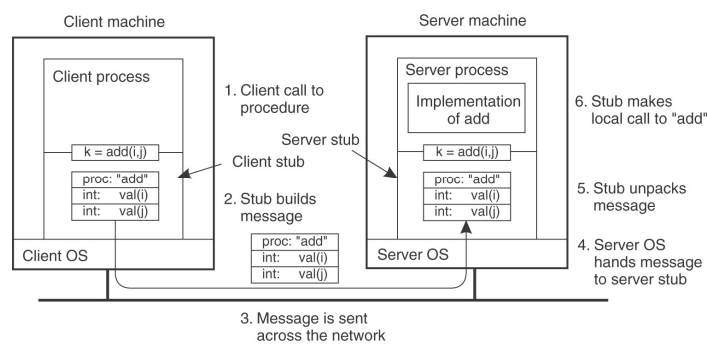 Client machine
Server machine
Client process
1. Client call to
procedure
Server process
Implementation
of add
6. Stub makes
local call to "add"
Server stub
k = add(i,j)
k = add(i,j)
Client stub
proc: "add"
int: val(i)
int: val(j)
proc: "add"
int: val(i)
int: val(j)
2. Stub builds
message
5. Stub unpacks
message
proc: "add"
int: val(i)
int: val(j)
Client OS
Server OS
4. Server OS
hands message
to server stub
3. Message is sent
across the network